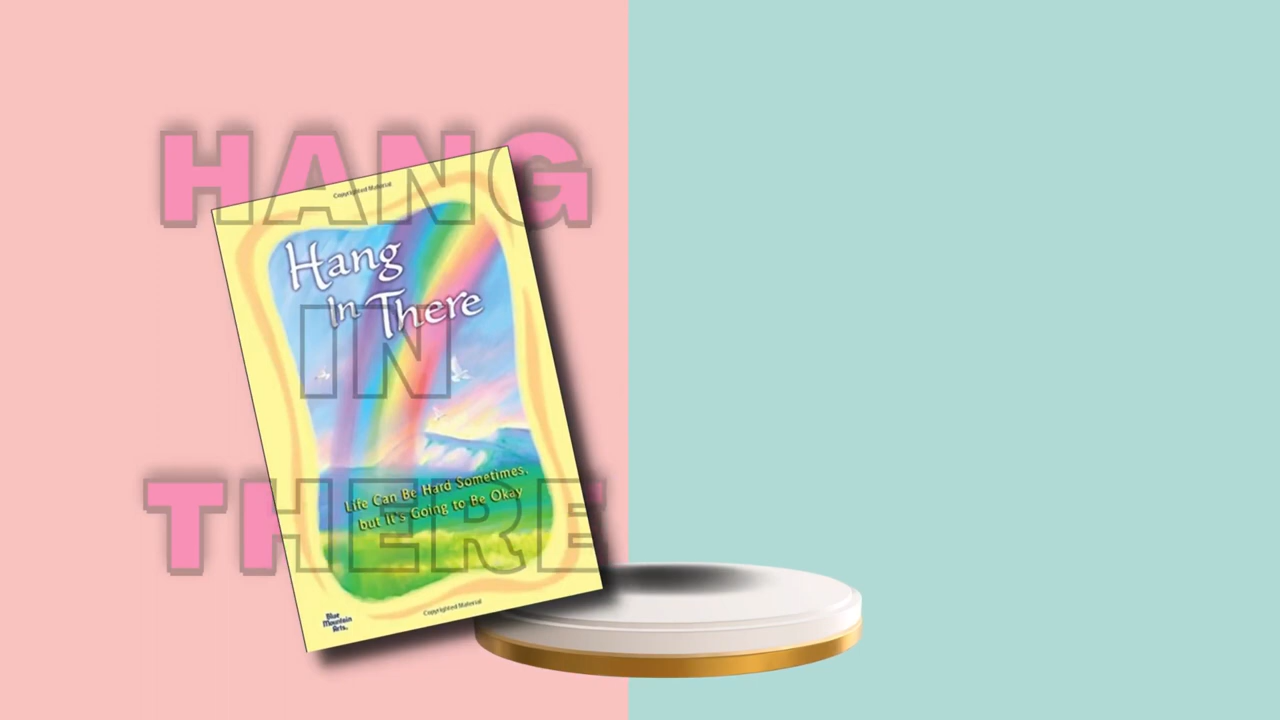 HANG
IN
THERE
Copyrighted Material
Hang
In There
Life Can Be Hard Sometimes,
but It's Going to Be Okay
Blue
Mountain
Arts.
Copyrighted Material